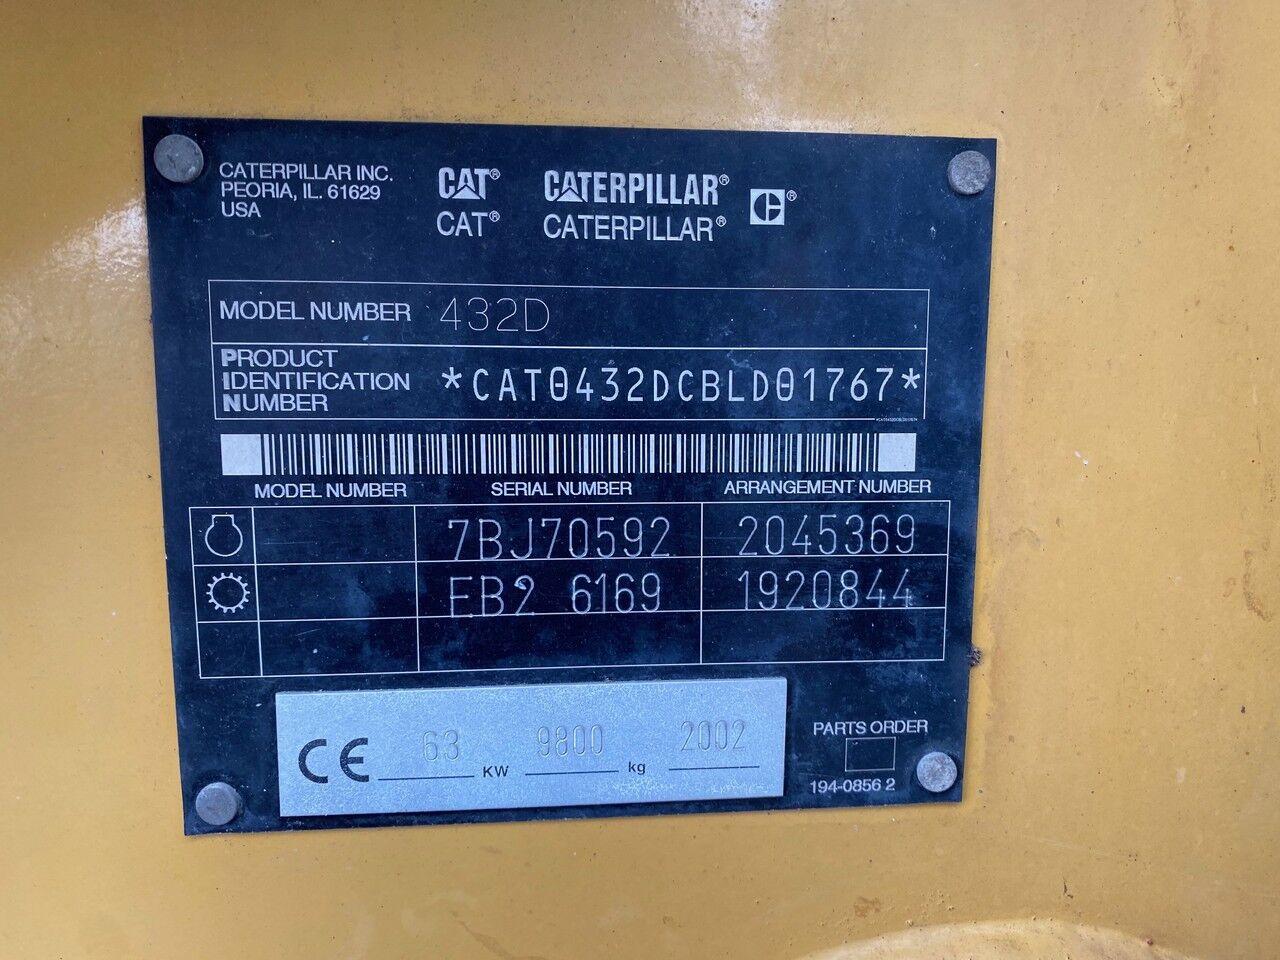 CATERPILLAR INC.
PEORIA, IL. 61629
USA
CAT® CATERPILLAR® C®
CAT® CATERPILLAR®
MODEL NUMBER 432D
PRODUCT
IDENTIFICATION
NUMBER *CAT0432DCBLD01767*
*CAT0432DCBLD01767*
MODEL NUMBER SERIAL NUMBER ARRANGEMENT NUMBER
7BJ70592 2045369
EB2 6169 1920844
CE 63 KW 9800 kg 2002
PARTS ORDER
194-0856 2